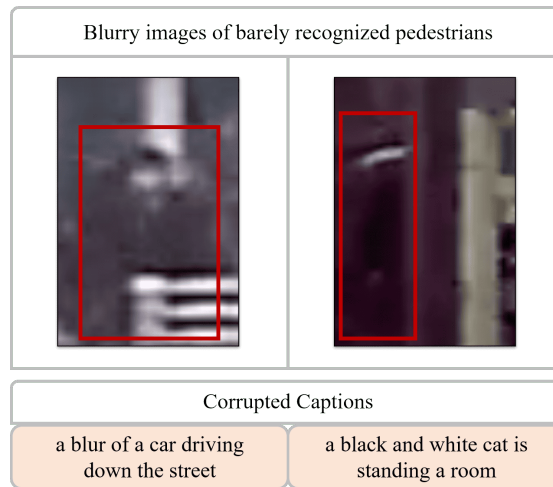 Blurry images of barely recognized pedestrians
Corrupted Captions
a blur of a car driving
down the street
a black and white cat is
standing a room